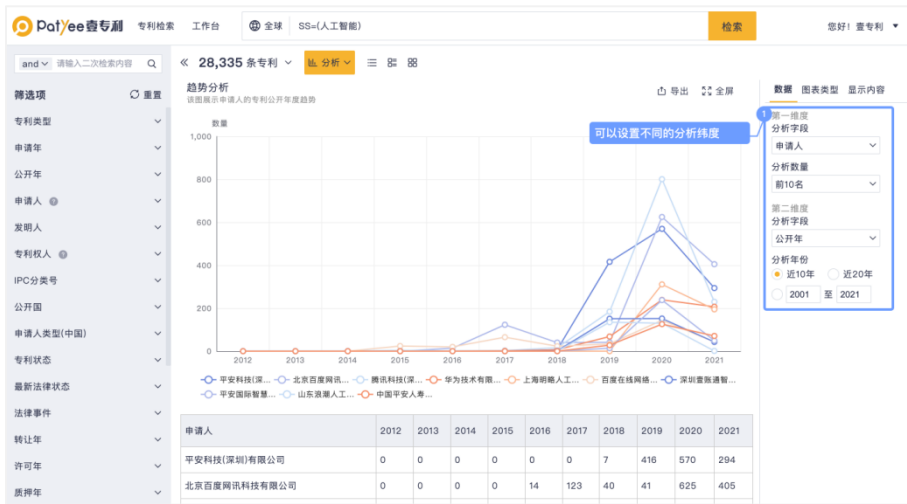 Patyee壹专利 专利检索 工作台 全球 SS=(人工智能) 检索 您好！壹专利
and 请输入二次检索内容
28,335 条专利 分析
筛选项 重置
专利类型
申请年
公开年
申请人
发明人
专利权人
IPC分类号
公开国
申请人类型(中国)
专利状态
最新法律状态
法律事件
转让年
许可年
质押年
趋势分析
该图展示申请人的专利公开年度趋势
导出 全屏
数量
1,000
800
600
400
200
0
2012 2013 2014 2015 2016 2017 2018 2019 2020 2021
平安科技(深... 北京百度网讯... 腾讯科技(深... 华为技术有限... 上海明略人工... 百度在线网络... 深圳壹账通智...
平安国际智慧... 山东浪潮人工... 中国平安人寿...
申请人 2012 2013 2014 2015 2016 2017 2018 2019 2020 2021
平安科技(深圳)有限公司 0 0 0 0 0 0 7 416 570 294
北京百度网讯科技有限公司 0 0 0 0 14 123 40 41 625 405
可以设置不同的分析纬度
1
数据 图表类型 显示内容
第一维度
分析字段
申请人
分析数量
前10名
第二维度
分析字段
公开年
分析年份
近10年 近20年
2001 至 2021